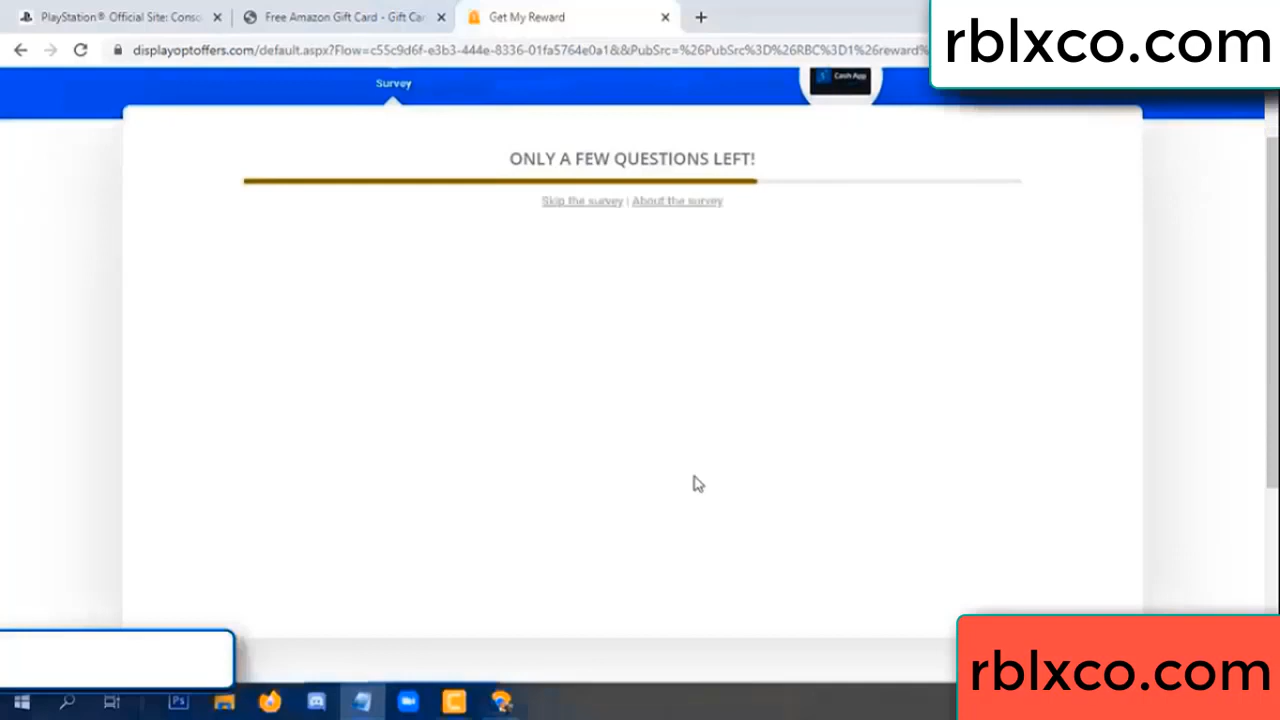 PlayStation® Official Site: Conso
Free Amazon Gift Card - Gift Car
Get My Reward
displayoptoffers.com/default.aspx?Flow=c55c9d6f-e3b3-444e-8336-01fa5764e0a1&&PubSrc=%26PubSrc%3D%26RBC%3D1%26reward%
rblxco.com
Survey
Cash App
ONLY A FEW QUESTIONS LEFT!
Skip the survey | About the survey
rblxco.com
Ps